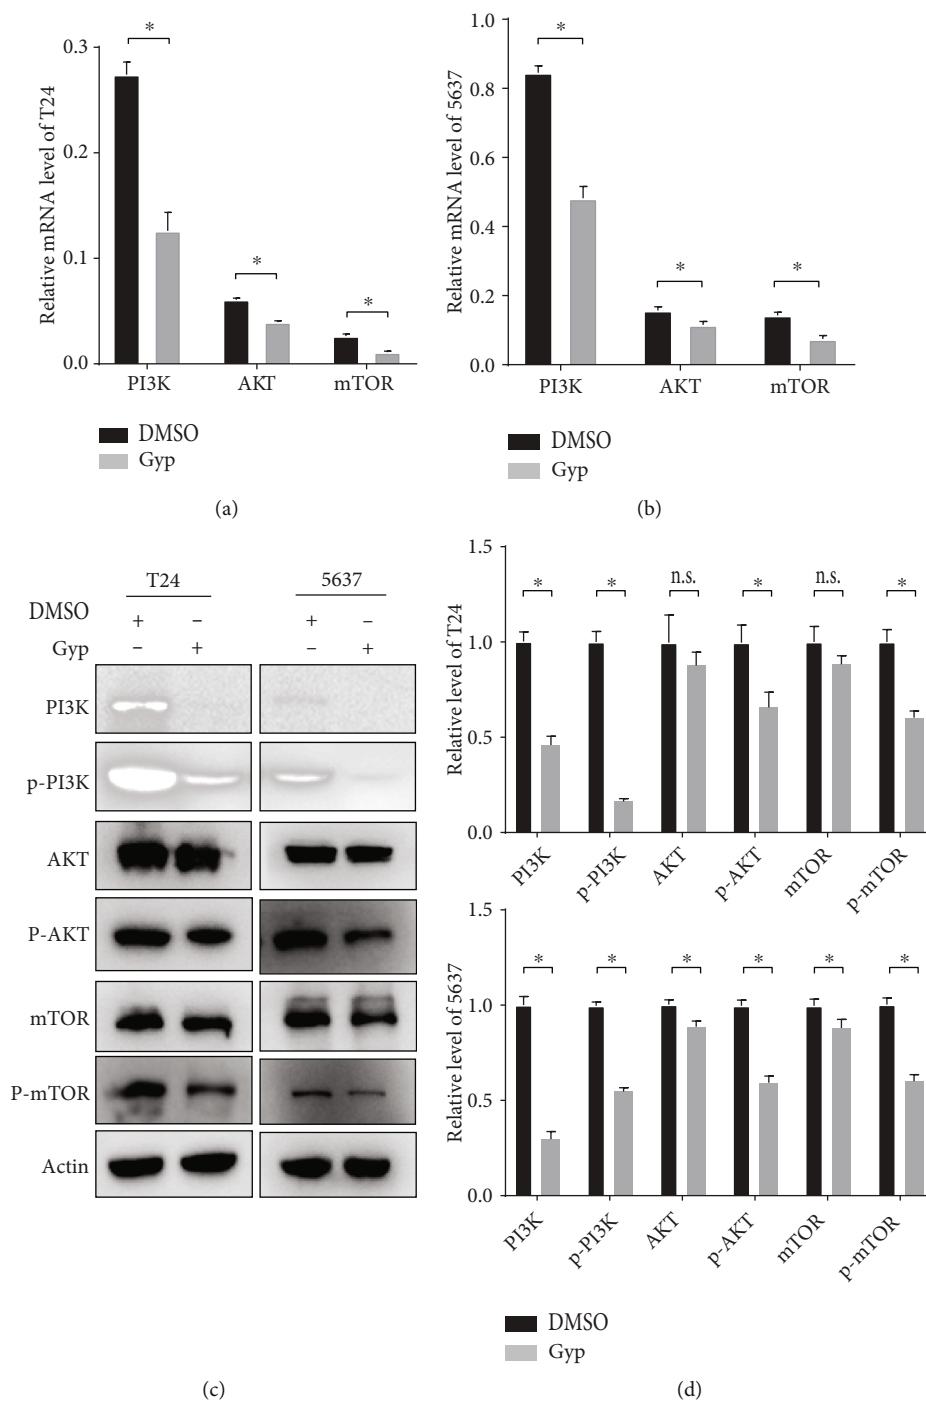 *
0.3
0.2
0.1
0.0
Relative mRNA level of T24
*
*
PI3K
AKT
mTOR
DMSO
Gyp
(a)
*
1.0
0.8
0.6
0.4
0.2
0.0
Relative mRNA level of 5637
*
*
PI3K
AKT
mTOR
DMSO
Gyp
(b)
T24
5637
DMSO + – + –
Gyp – + – +
PI3K
p-PI3K
AKT
P-AKT
mTOR
P-mTOR
Actin
(c)
1.5
1.0
0.5
0.0
Relative level of T24
* * n.s. * n.s. *
PI3K
p-PI3K
AKT
p-AKT
mTOR
p-mTOR
1.5
1.0
0.5
0.0
Relative level of 5637
* * * * * *
PI3K
p-PI3K
AKT
p-AKT
mTOR
p-mTOR
DMSO
Gyp
(d)